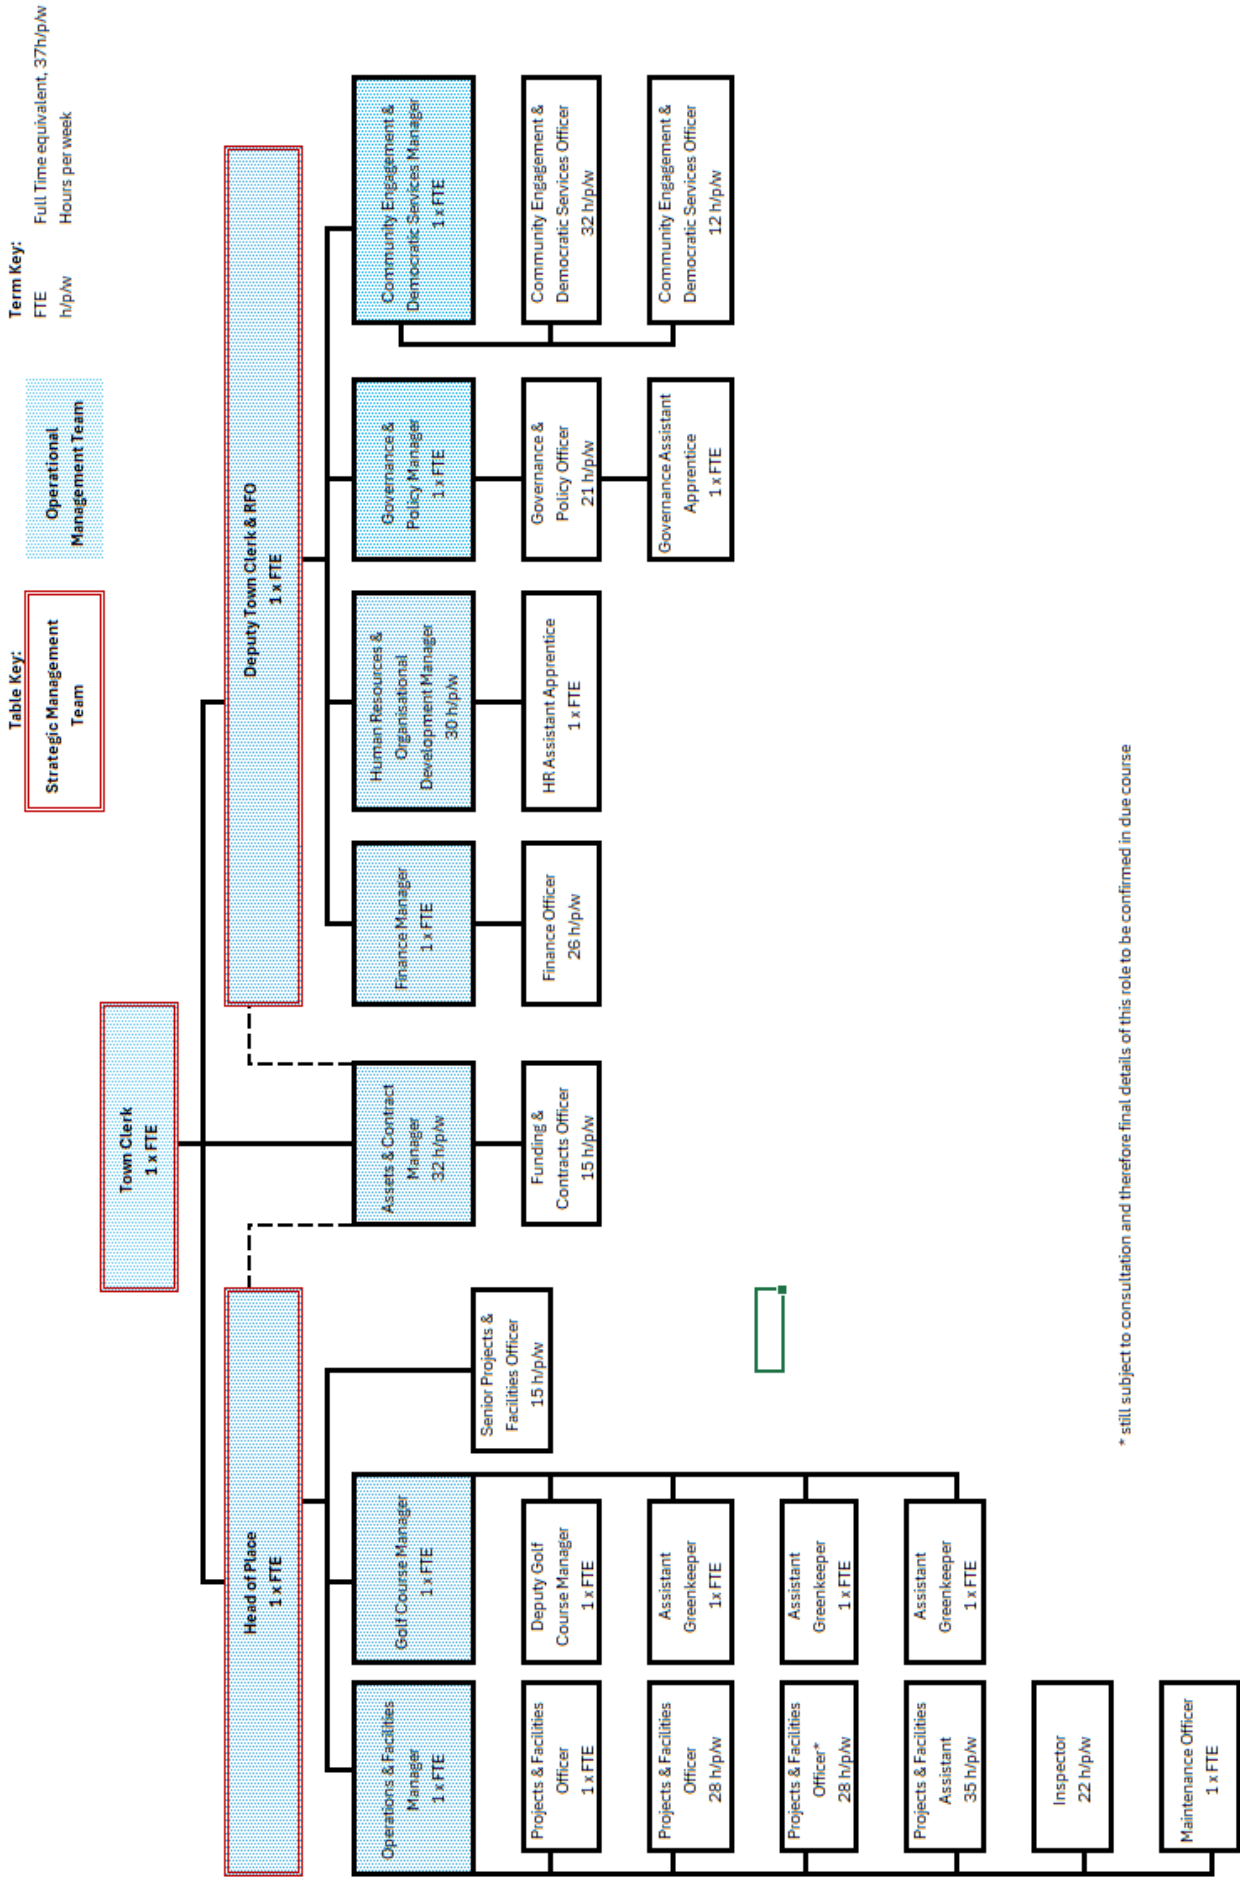 Table Key:
Strategic Management
Team
Operational
Management Team
Term Key:
FTE Full Time equivalent, 37h/p/w
h/p/w Hours per week
Town Clerk
1 x FTE
Head of Place
1 x FTE
Deputy Town Clerk & RFO
1 x FTE
Operations & Facilities
Manager
1 x FTE
Golf Course Manager
1 x FTE
Senior Projects &
Facilities Officer
15 h/p/w
Assets & Contract
Manager
32 h/p/w
Finance Manager
1 x FTE
Human Resources &
Organisational
Development Manager
30 h/p/w
Governance &
Policy Manager
1 x FTE
Community Engagement &
Democratic Services Manager
1 x FTE
Projects & Facilities
Officer
1 x FTE
Deputy Golf
Course Manager
1 x FTE
Funding &
Contracts Officer
15 h/p/w
Finance Officer
26 h/p/w
HR Assistant Apprentice
1 x FTE
Governance &
Policy Officer
21 h/p/w
Community Engagement &
Democratic Services Officer
32 h/p/w
Projects & Facilities
Officer
28 h/p/w
Assistant
Greenkeeper
1x FTE
Governance Assistant
Apprentice
1 x FTE
Community Engagement &
Democratic Services Officer
12 h/p/w
Projects & Facilities
Officer*
28 h/p/w
Assistant
Greenkeeper
1 x FTE
Projects & Facilities
Assistant
35 h/p/w
Assistant
Greenkeeper
1 x FTE
Inspector
22 h/p/w
Maintenance Officer
1 x FTE
* still subject to consultation and therefore final details of this role to be confirmed in due course